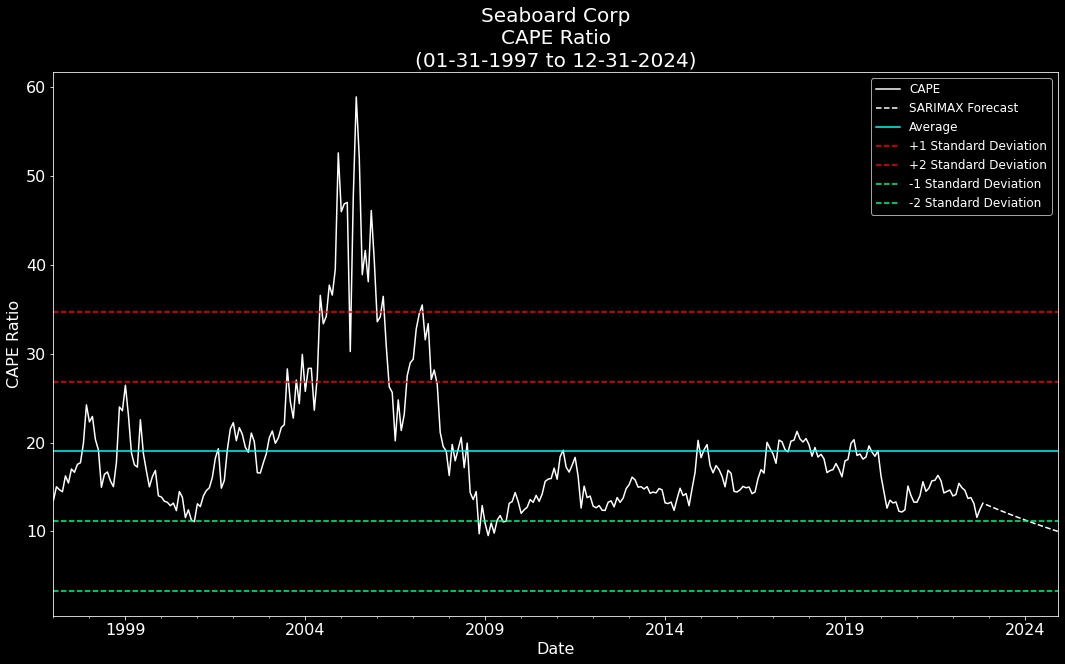 Seaboard Corp
CAPE Ratio
(01-31-1997 to 12-31-2024)
CAPE
SARIMAX Forecast
Average
+1 Standard Deviation
+2 Standard Deviation
-1 Standard Deviation
-2 Standard Deviation
CAPE Ratio
60
50
40
30
20
10
1999 2004 2009 2014 2019 2024
Date